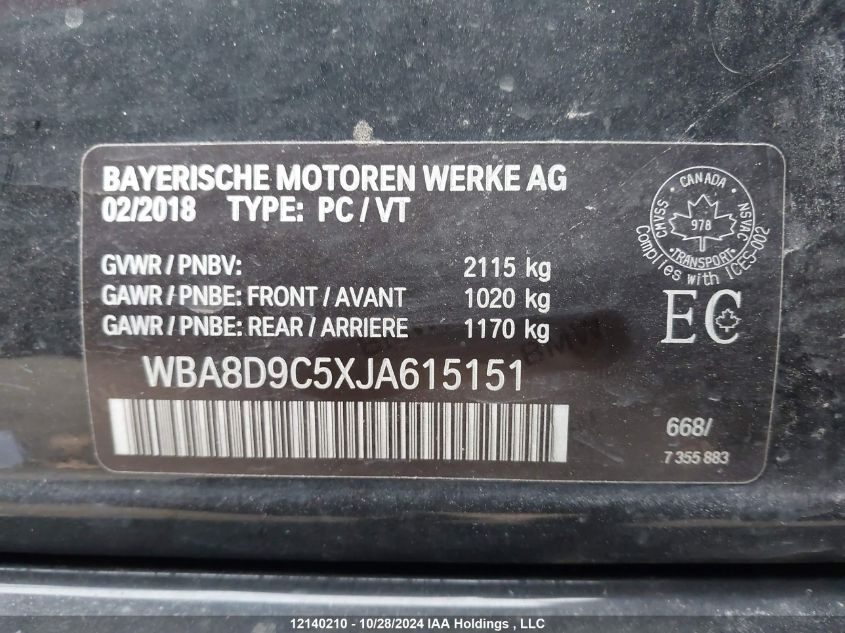 BAYERISCHE MOTOREN WERKE AG
02/2018 TYPE: PC / VT
GVWR / PNBV: 2115 kg
GAWR / PNBE: FRONT / AVANT 1020 kg
GAWR / PNBE: REAR / ARRIERE 1170 kg
WBA8D9C5XJA615151
CANADA
CMVSS
NSVAC
978
TRANSPORT
Complies with ICES-002
EC
BMW
668/
7 355 883
12140210 - 10/28/2024 IAA Holdings , LLC